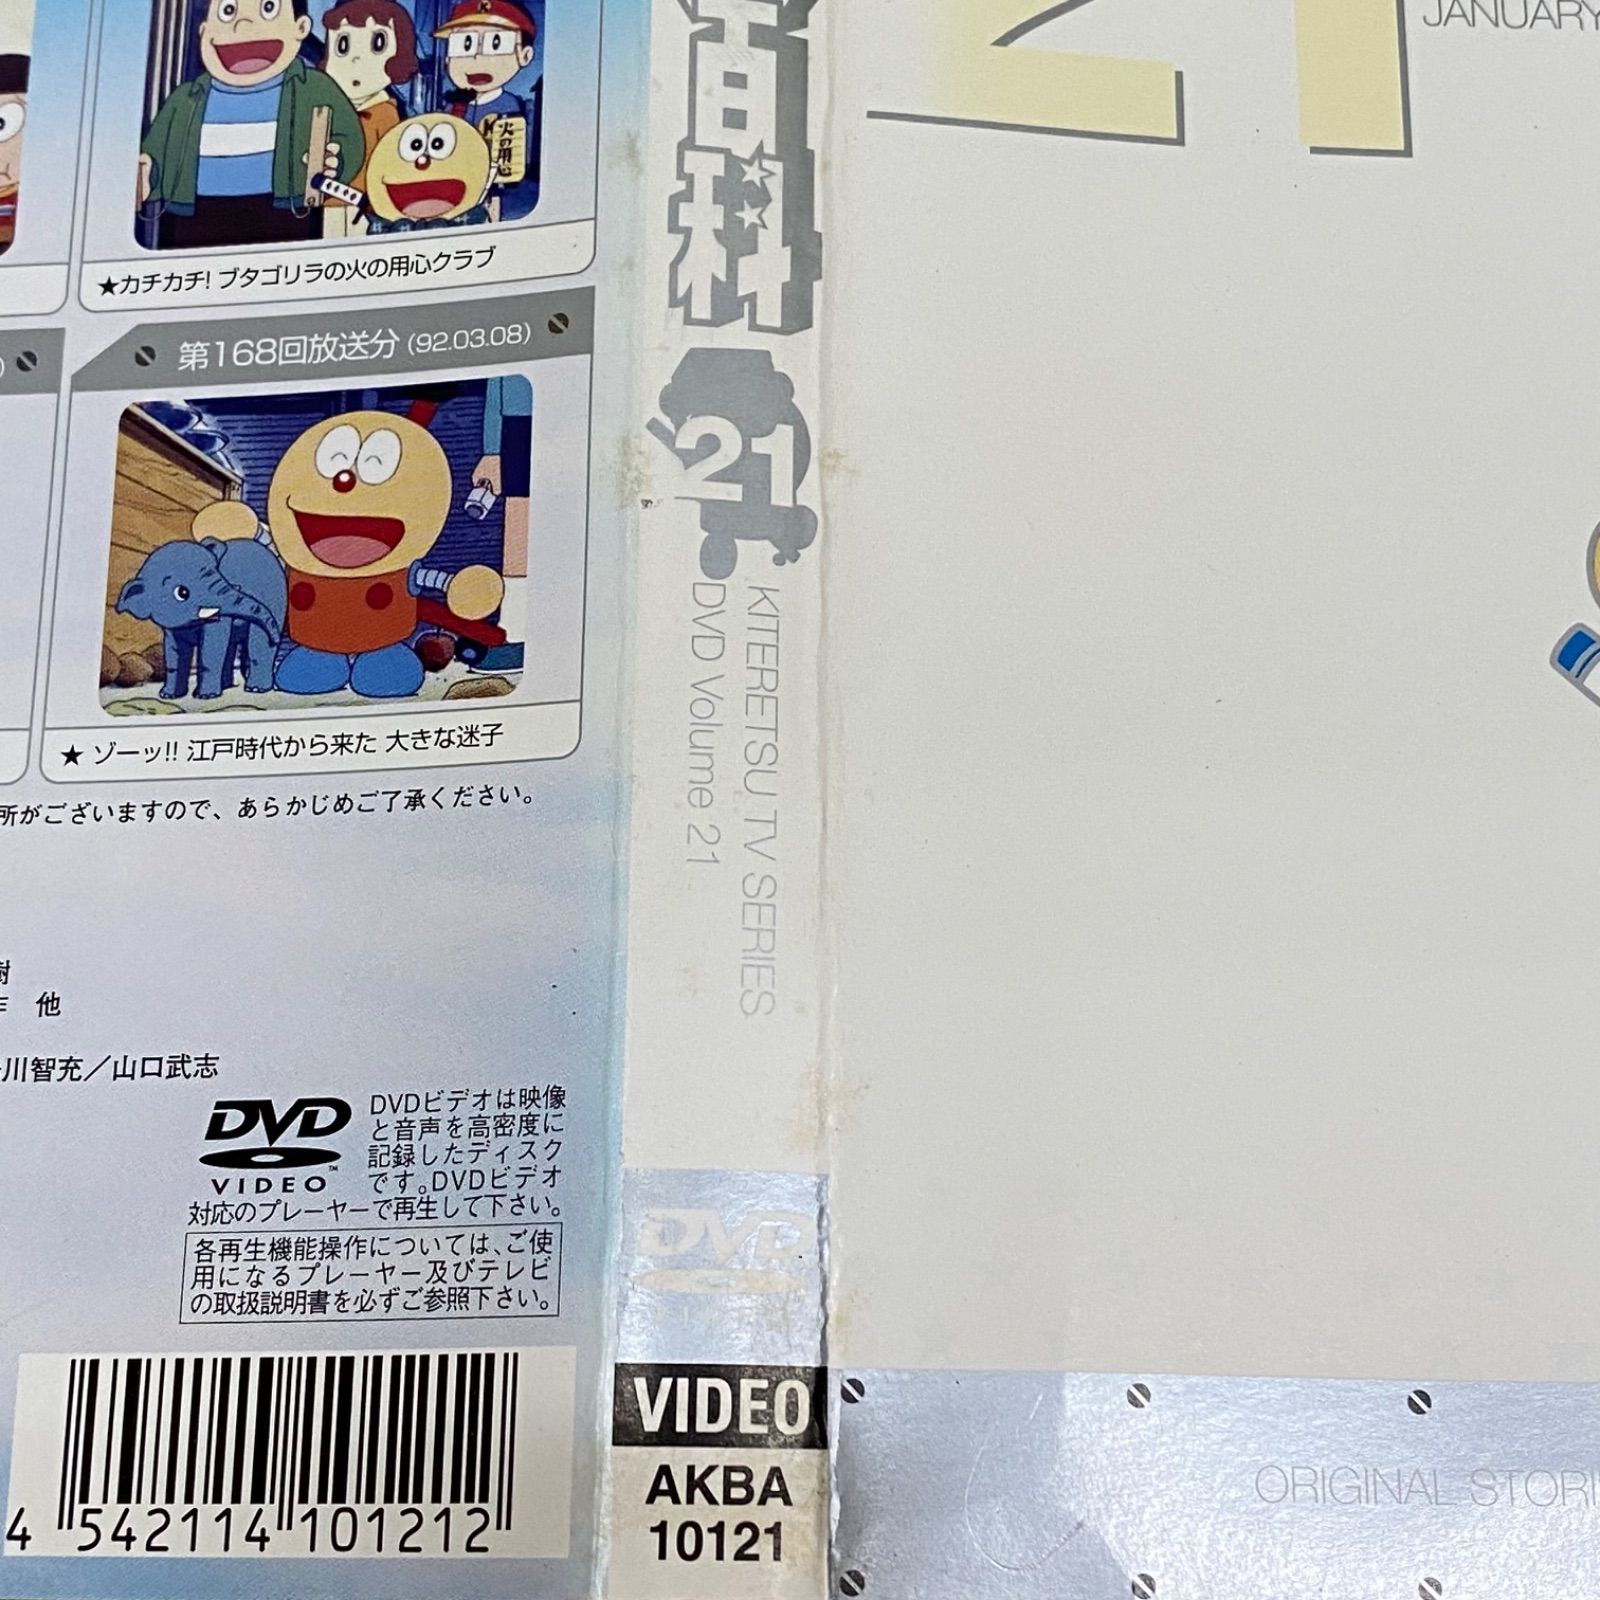 火の用心
★カチカチ! ブタゴリラの火の用心クラブ
第168回放送分 (92.03.08)
★ ゾーッ!! 江戸時代から来た 大きな迷子
所がございますので、あらかじめご了承ください。
樹
他
川智充／山口武志
DVD
VIDEO
DVDビデオは映像
と音声を高密度に
記録したディスク
です。DVDビデオ
対応のプレーヤーで再生して下さい。
各再生機能操作については、ご使
用になるプレーヤー及びテレビ
の取扱説明書を必ずご参照下さい。
4 542114 101212
百科
21
KITERETSU TV SERIES
DVD Volume 21
DVD
VIDEO
AKBA
10121
21
JANUARY
ORIGINAL STORI